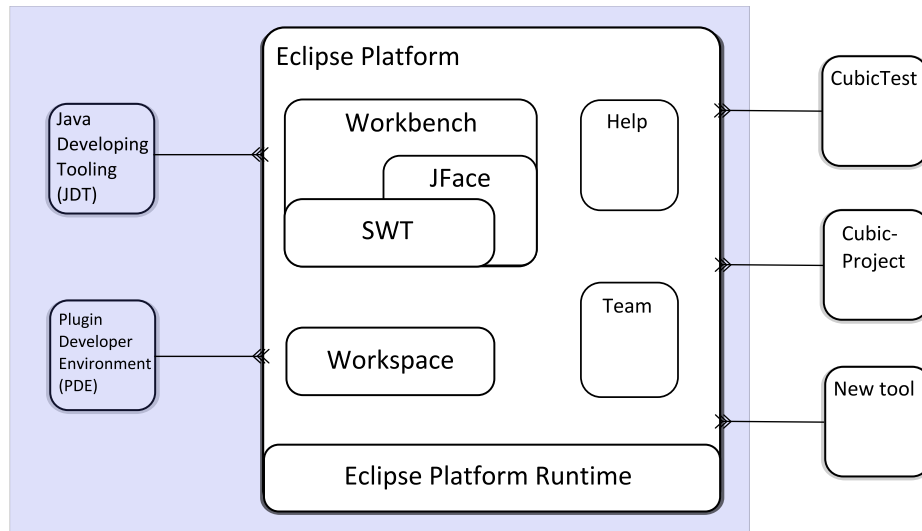 Eclipse Platform
Workbench
JFace
SWT
Help
Team
Workspace
Eclipse Platform Runtime
Java
Developing
Tooling
(JDT)
Plugin
Developer
Environment
(PDE)
CubicTest
Cubic-
Project
New tool